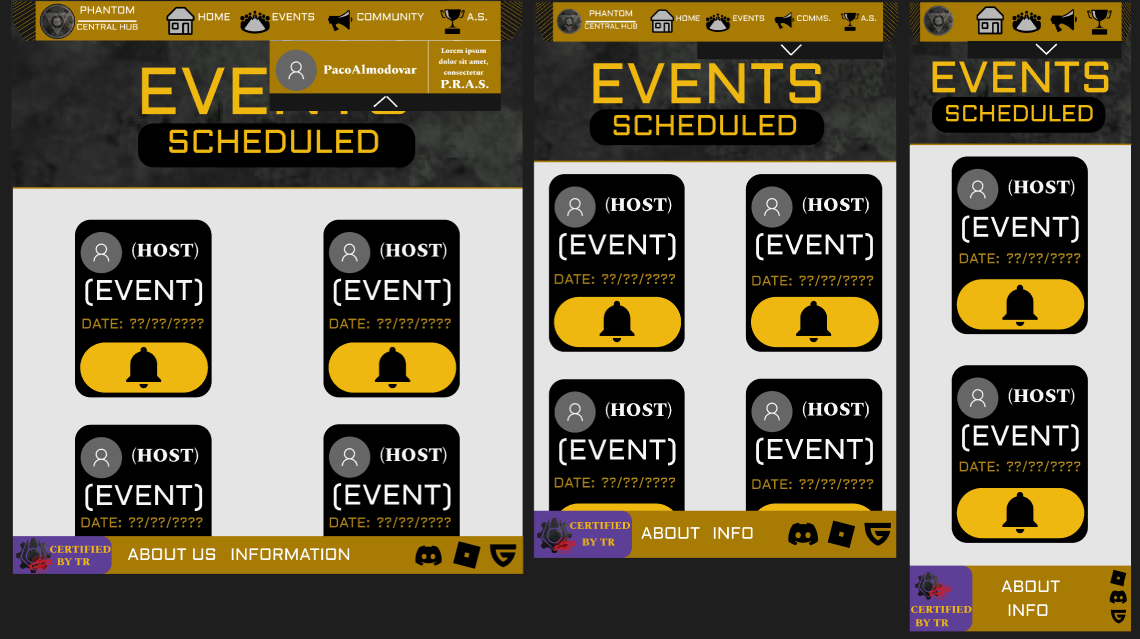 PHANTOM
CENTRAL HUB
HOME
EVENTS
COMMUNITY
A.S.
PacoAlmodovar
Lorem ipsum
dolor sit amet,
consectetur
P.R.A.S.
EVENTS
SCHEDULED
(HOST)
(EVENT)
DATE: ??/??/????
(HOST)
(EVENT)
DATE: ??/??/????
(HOST)
(EVENT)
DATE: ??/??/????
(HOST)
(EVENT)
DATE: ??/??/????
CERTIFIED
BY TR
ABOUT US
INFORMATION
PHANTOM
CENTRAL HUB
HOME
EVENTS
COMMS.
A.S.
EVENTS
SCHEDULED
(HOST)
(EVENT)
DATE: ??/??/????
(HOST)
(EVENT)
DATE: ??/??/????
(HOST)
(EVENT)
DATE: ??/??/????
(HOST)
(EVENT)
DATE: ??/??/????
CERTIFIED
BY TR
ABOUT
INFO
EVENTS
SCHEDULED
(HOST)
(EVENT)
DATE: ??/??/????
(HOST)
(EVENT)
DATE: ??/??/????
CERTIFIED
BY TR
ABOUT
INFO